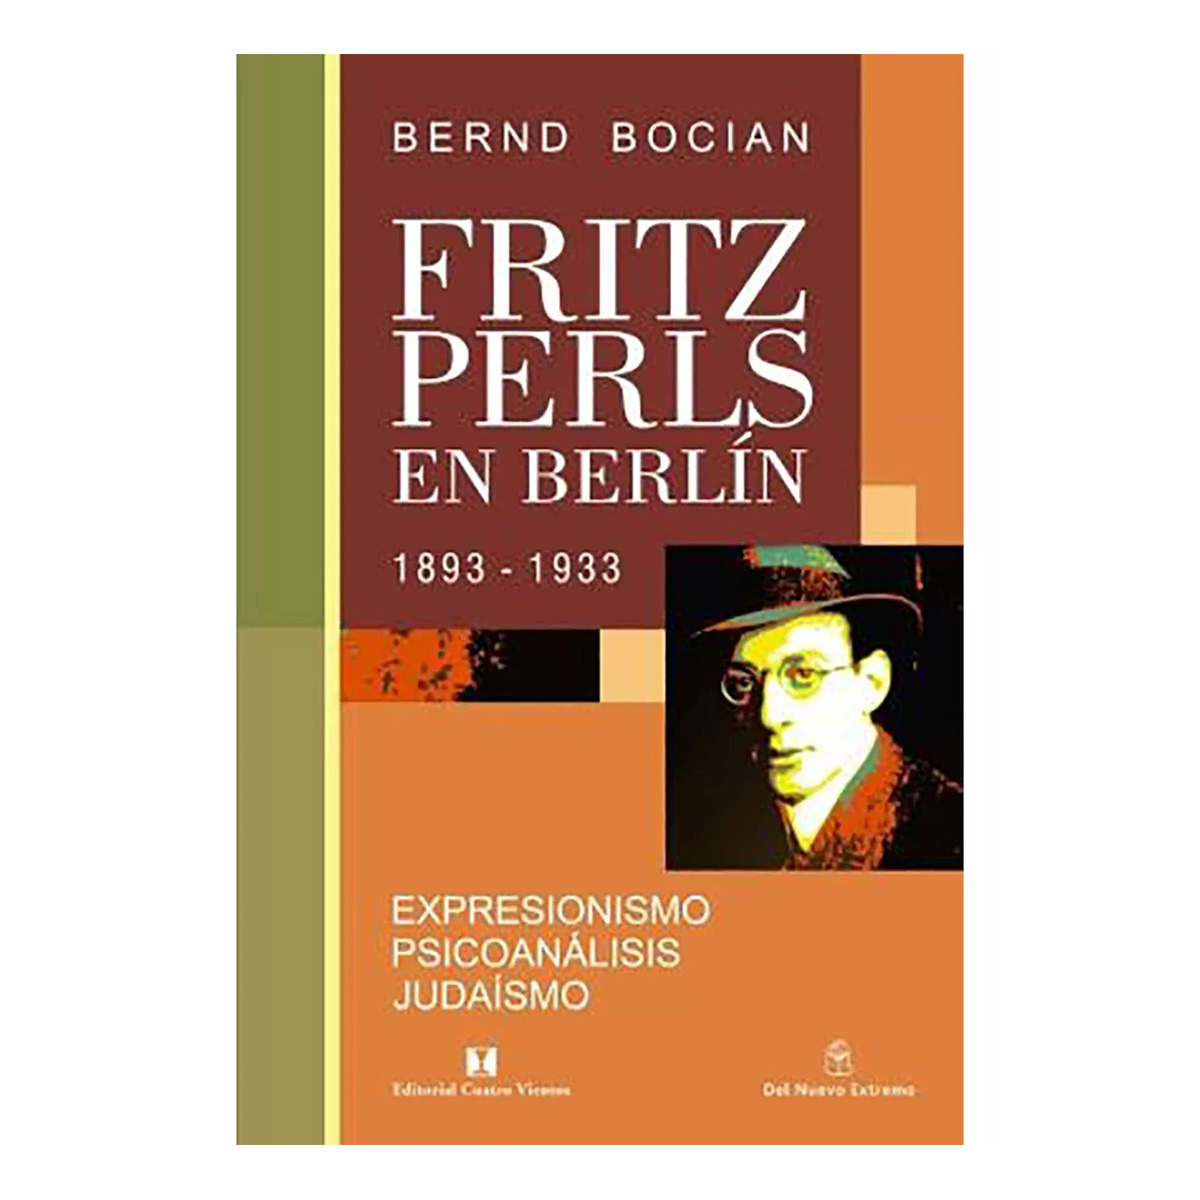 BERND BOCIAN
FRITZ
PERLS
EN BERLÍN
1893 - 1933
EXPRESIONISMO
PSICOANÁLISIS
JUDAÍSMO
Editorial Cuatro Vientos
Del Nuevo Extremo